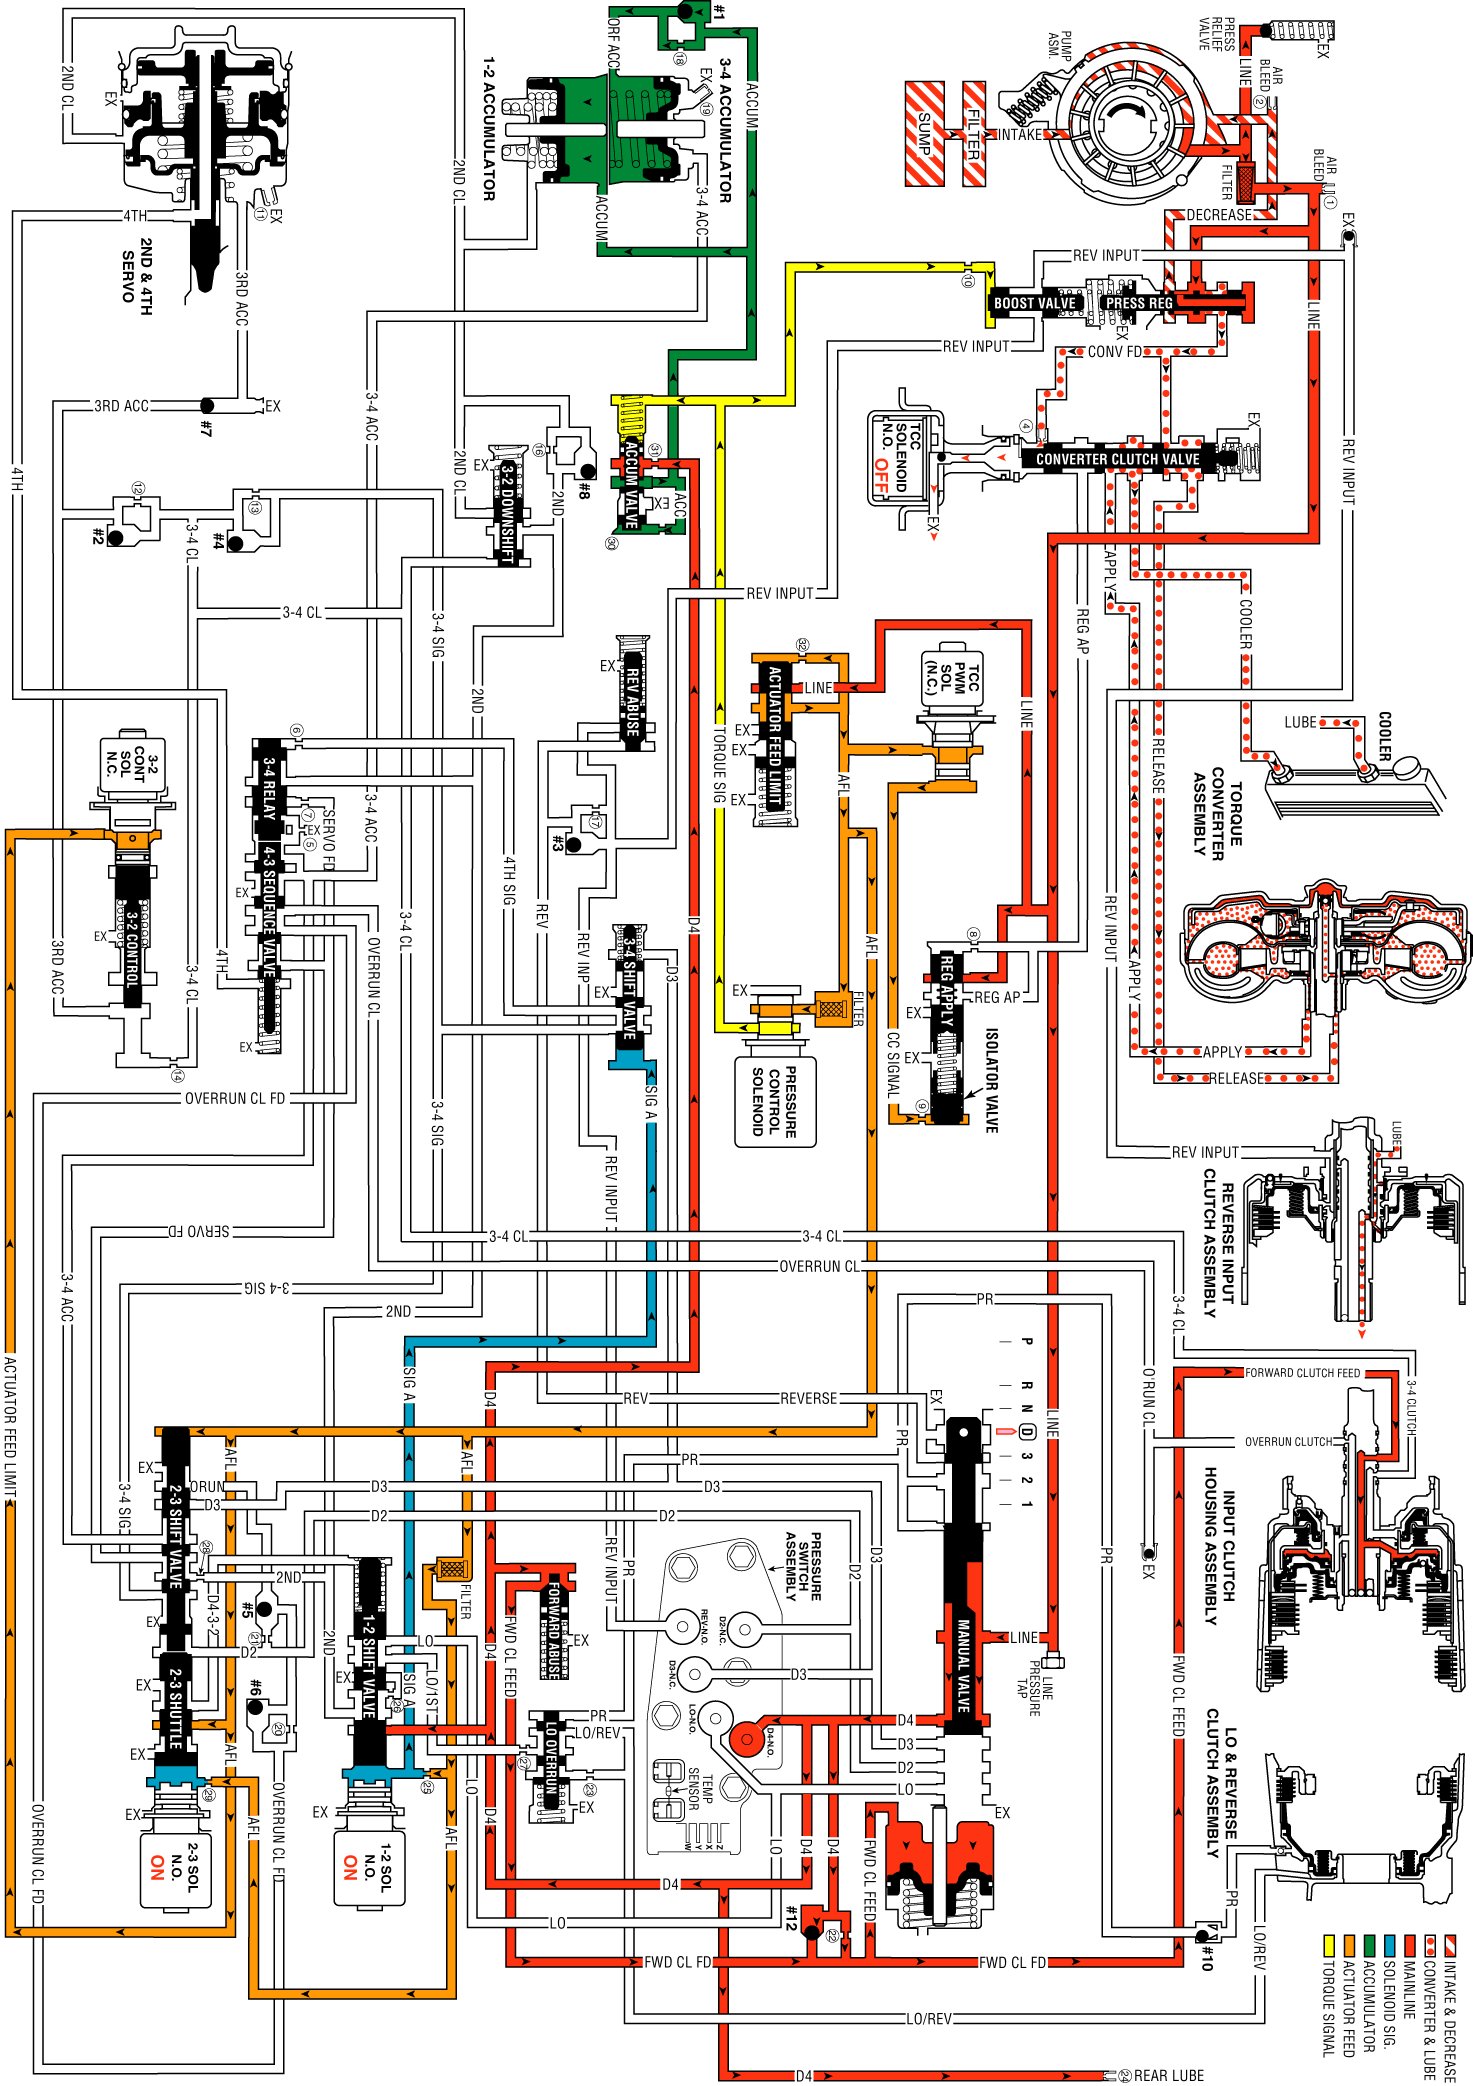 #1
ORF ACC
18
ACCUM
EX
19
3-4 ACCUMULATOR
1-2 ACCUMULATOR
ACCUM
3-4 ACC
2ND CL
2ND CL
EX
EX
11
4TH
2ND & 4TH
SERVO
3RD ACC
3RD ACC
EX
#7
PRESS
RELIEF
VALVE
EX
LINE
AIR
BLEED
2
PUMP
ASM.
INTAKE
FILTER
SUMP
FILTER
AIR
BLEED
1
EX
DECREASE
REV INPUT
10
BOOST VALVE
PRESS REG
EX
LINE
REV INPUT
CONV FD
TCC
SOLENOID
N.O.
OFF
EX
4
CONVERTER CLUTCH VALVE
EX
REV INPUT
3-4 ACC
2ND CL
16
#8
EX
3-2 DOWNSHIFT
2ND
31
ACCUM VALVE
ACC
EX
30
4TH
12
#2
13
#4
3-4 CL
3-4 CL
3-4 SIG
REV INPUT
APPLY
COOLER
REG AP
RELEASE
EX
REV ABUSE
32
ACTUATOR FEED LIMIT
LINE
EX
EX
EX
TCC
PWM
SOL
(N.C.)
LINE
LUBE
COOLER
TORQUE
CONVERTER
ASSEMBLY
2ND
3-2
CONT
SOL
N.C.
6
3-4 RELAY
SERVO FD
7
EX
5
4-3 SEQUENCE VALVE
EX
EX
3-4 ACC
TORQUE SIG
AFL
17
#3
4TH SIG
REV
REV INP
D4
AFL
3-2 CONTROL
EX
3RD ACC
3-4 CL
4TH
14
OVERRUN CL
3-4 CL
3-4 SHIFT VALVE
EX
D3
EX
FILTER
PRESSURE
CONTROL
SOLENOID
CC SIGNAL
8
REG APPLY
EX
REG AP
ISOLATOR VALVE
9
REV INPUT
APPLY
APPLY
RELEASE
OVERRUN CL FD
3-4 SIG
SIG A
REV INPUT
REV INPUT
LUBE
REVERSE INPUT
CLUTCH ASSEMBLY
SERVO FD
3-4 ACC
3-4 SIG
2ND
3-4 CL
3-4 CL
OVERRUN CL
3-4 CL
PR
P
R
N
D
3
2
1
LINE
O'RUN CL
ACTUATOR FEED LIMIT
SIG A
D4
REV
REVERSE
EX
PR
PR
FORWARD CLUTCH FEED
3-4 CLUTCH
OVERRUN CLUTCH
INPUT CLUTCH
HOUSING ASSEMBLY
EX
AFL
AFL
EX
ORUN
D3
D3
D3
D2
D2
3-4 SIG
2-3 SHIFT VALVE
28
2ND
D4-3-2
#5
21
EX
D2
FILTER
1-2 SHIFT VALVE
EX
26
2ND
LO
LO/1ST
SIG A
FORWARD ABUSE
EX
FWD CL FEED
D4
REV INPUT
PR
PRESSURE
SWITCH
ASSEMBLY
REV-N.O.
D2-N.C.
D3-N.C.
LO-N.O.
D4-N.O.
TEMP
SENSOR
W
Y
X
Z
D3
D2
D3
MANUAL VALVE
LINE
LINE
PRESSURE
TAP
PR
FWD CL FEED
D4
D3
D2
LO
EX
EX
2-3 SHUTTLE
EX
AFL
#6
20
29
EX
2-3 SOL
N.O.
ON
EX
1-2 SOL
N.O.
ON
25
AFL
AFL
OVERRUN CL FD
OVERRUN CL FD
PR
LO/REV
LO OVERRUN
27
23
EX
LO
D4
LO
D4
D4
D4
LO
FWD CL FEED
#12
22
FWD CL FD
FWD CL FD
LO/REV
D4
24
REAR LUBE
LO & REVERSE
CLUTCH ASSEMBLY
PR
#10
LO/REV
INTAKE & DECREASE
CONVERTER & LUBE
MAINLINE
SOLENOID SIG.
ACCUMULATOR
ACTUATOR FEED
TORQUE SIGNAL